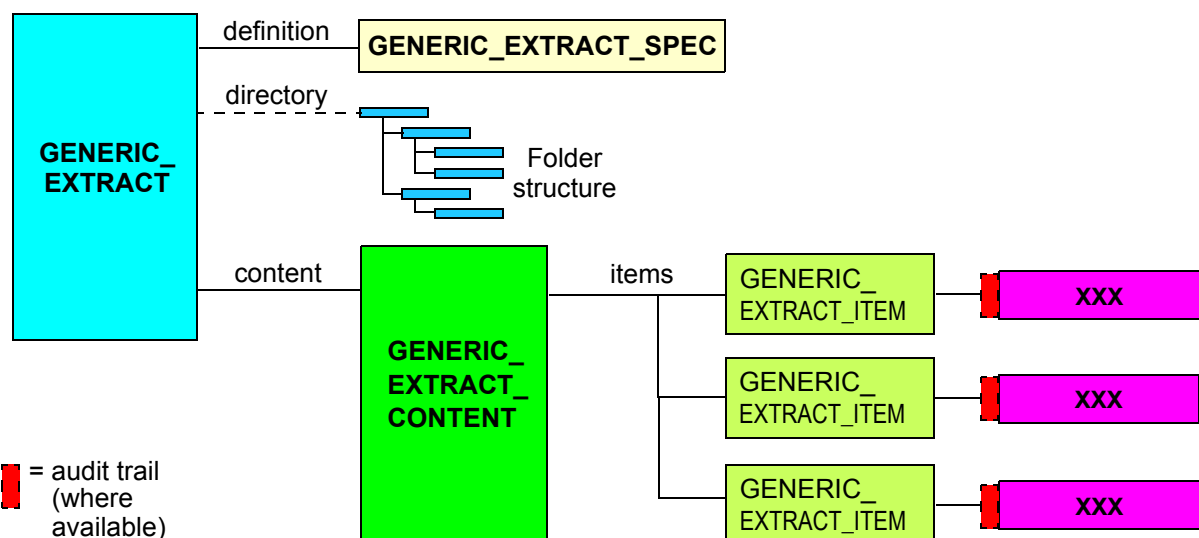 definition
GENERIC_EXTRACT_SPEC
directory
GENERIC_
EXTRACT
Folder
structure
content
items
GENERIC_
EXTRACT_ITEM
XXX
GENERIC_
EXTRACT_
CONTENT
GENERIC_
EXTRACT_ITEM
XXX
GENERIC_
EXTRACT_ITEM
XXX
= audit trail
(where
available)